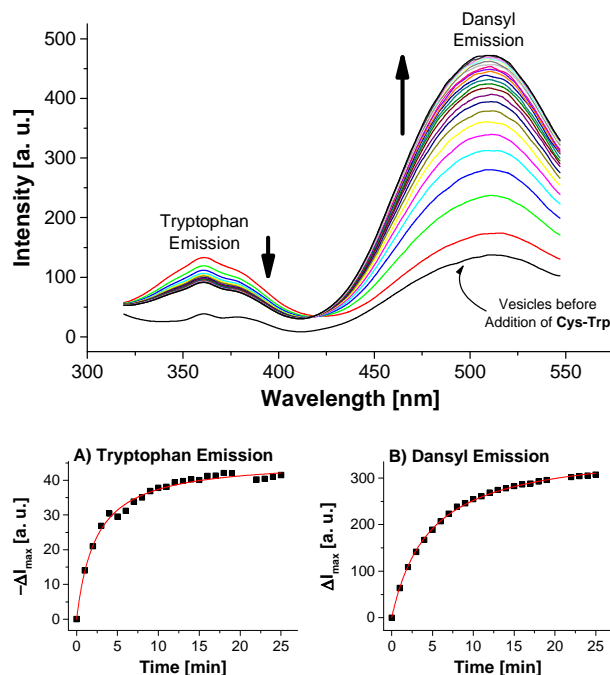 Dansyl
Emission
500
400
300
200
100
0
Intensity [a. u.]
Tryptophan
Emission
Vesicles before
Addition of Cys-Trp
300
350
400
450
500
550
Wavelength [nm]
A) Tryptophan Emission
40
30
20
10
0
−ΔImax [a. u.]
0
5
10
15
20
25
Time [min]
B) Dansyl Emission
300
200
100
0
ΔImax [a. u.]
0
5
10
15
20
25
Time [min]